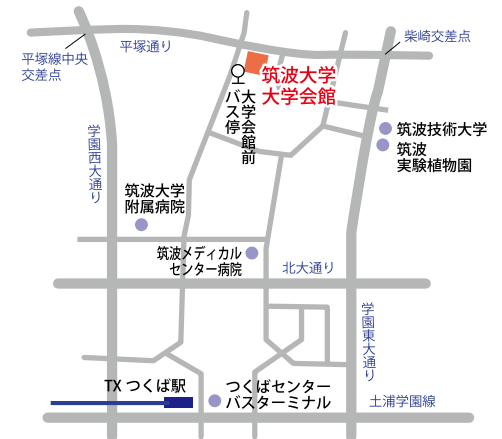 柴崎交差点
平塚通り
平塚線中央
交差点
筑波大学
大学会館
大学会館前
バス停
筑波技術大学
筑波
実験植物園
学園西大通り
筑波大学
附属病院
筑波メディカル
センター病院
北大通り
学園東大通り
TX つくば駅
つくばセンター
バスターミナル
土浦学園線